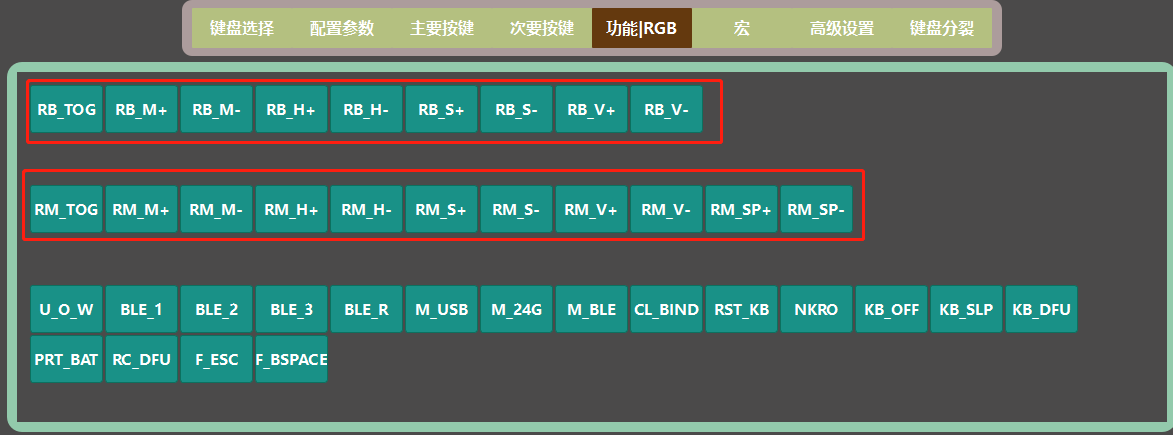 键盘选择 配置参数 主要按键 次要按键 功能|RGB 宏 高级设置 键盘分裂
RB_TOG RB_M+ RB_M- RB_H+ RB_H- RB_S+ RB_S- RB_V+ RB_V-
RM_TOG RM_M+ RM_M- RM_H+ RM_H- RM_S+ RM_S- RM_V+ RM_V- RM_SP+ RM_SP-
U_O_W BLE_1 BLE_2 BLE_3 BLE_R M_USB M_24G M_BLE CL_BIND RST_KB NKRO KB_OFF KB_SLP KB_DFU
PRT_BAT RC_DFU F_ESC F_BSPACE